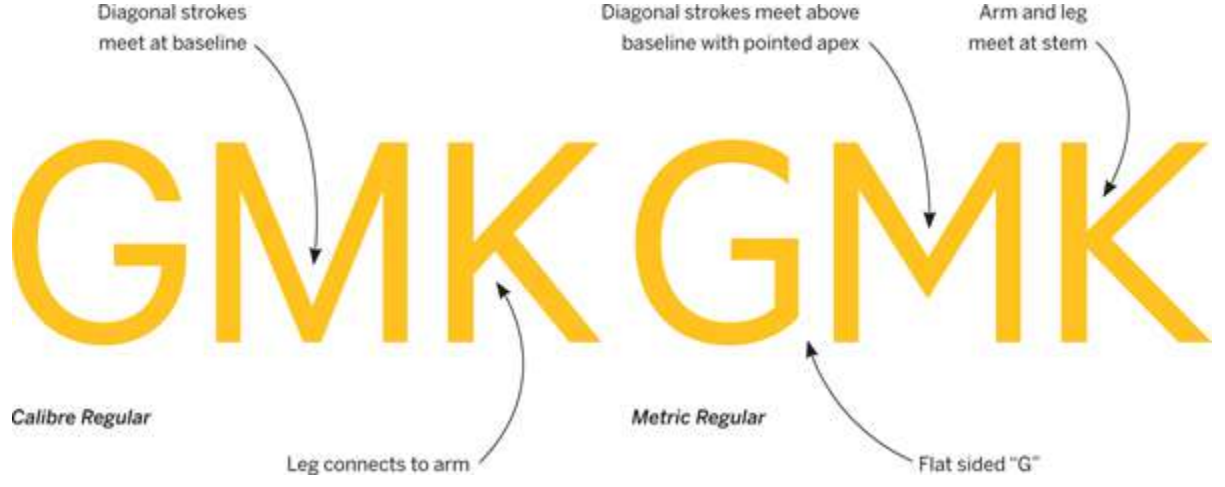 Diagonal strokes
meet at baseline
Diagonal strokes meet above
baseline with pointed apex
Arm and leg
meet at stem
GMK
GMK
Calibre Regular
Metric Regular
Leg connects to arm
Flat sided “G”